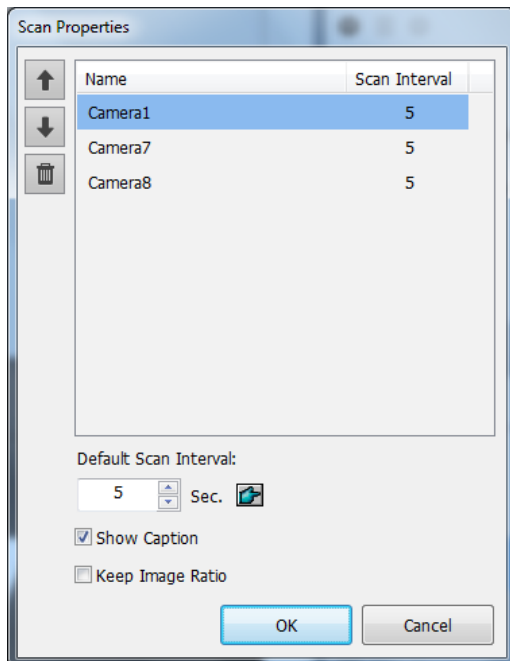 Scan Properties
Name Scan Interval
Camera1 5
Camera7 5
Camera8 5
Default Scan Interval:
5 Sec.
Show Caption
Keep Image Ratio
OK Cancel